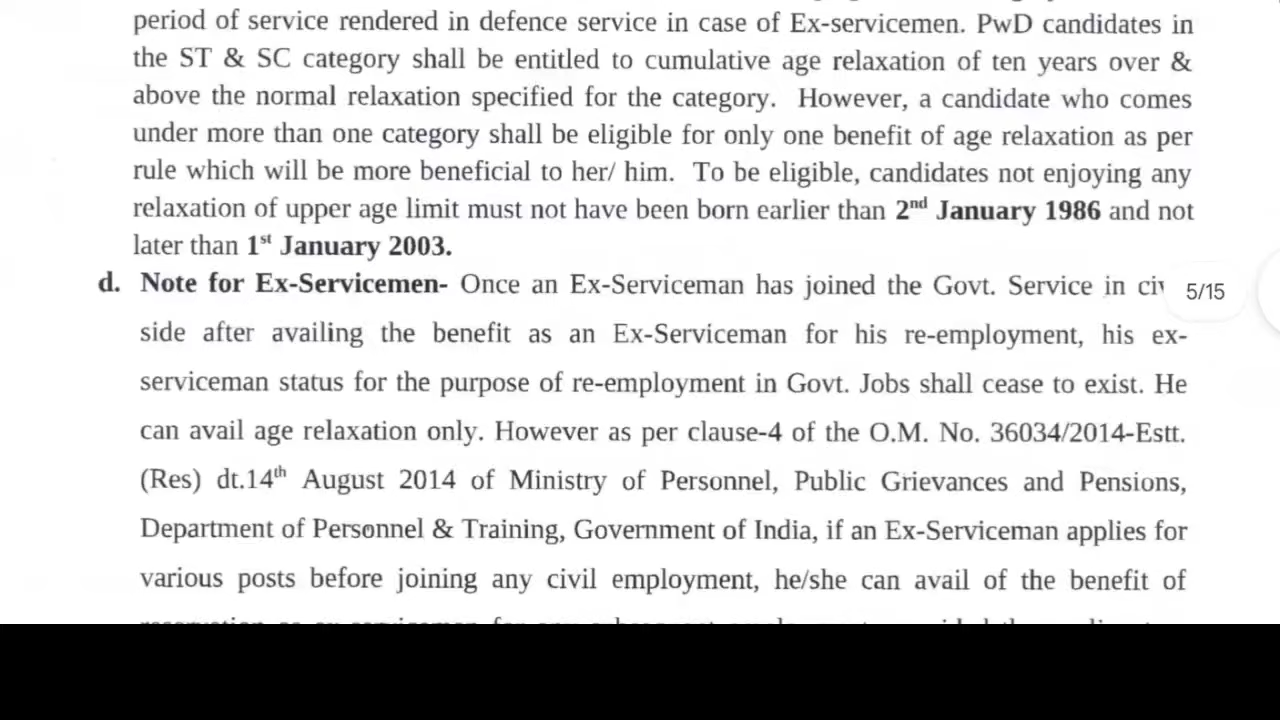 period of service rendered in defence service in case of Ex-servicemen. PwD candidates in
the ST & SC category shall be entitled to cumulative age relaxation of ten years over &
above the normal relaxation specified for the category. However, a candidate who comes
under more than one category shall be eligible for only one benefit of age relaxation as per
rule which will be more beneficial to her/ him. To be eligible, candidates not enjoying any
relaxation of upper age limit must not have been born earlier than 2nd January 1986 and not
later than 1st January 2003.
d. Note for Ex-Servicemen- Once an Ex-Serviceman has joined the Govt. Service in civ
5/15
side after availing the benefit as an Ex-Serviceman for his re-employment, his ex-
serviceman status for the purpose of re-employment in Govt. Jobs shall cease to exist. He
can avail age relaxation only. However as per clause-4 of the O.M. No. 36034/2014-Estt.
(Res) dt.14th August 2014 of Ministry of Personnel, Public Grievances and Pensions,
Department of Personnel & Training, Government of India, if an Ex-Serviceman applies for
various posts before joining any civil employment, he/she can avail of the benefit of